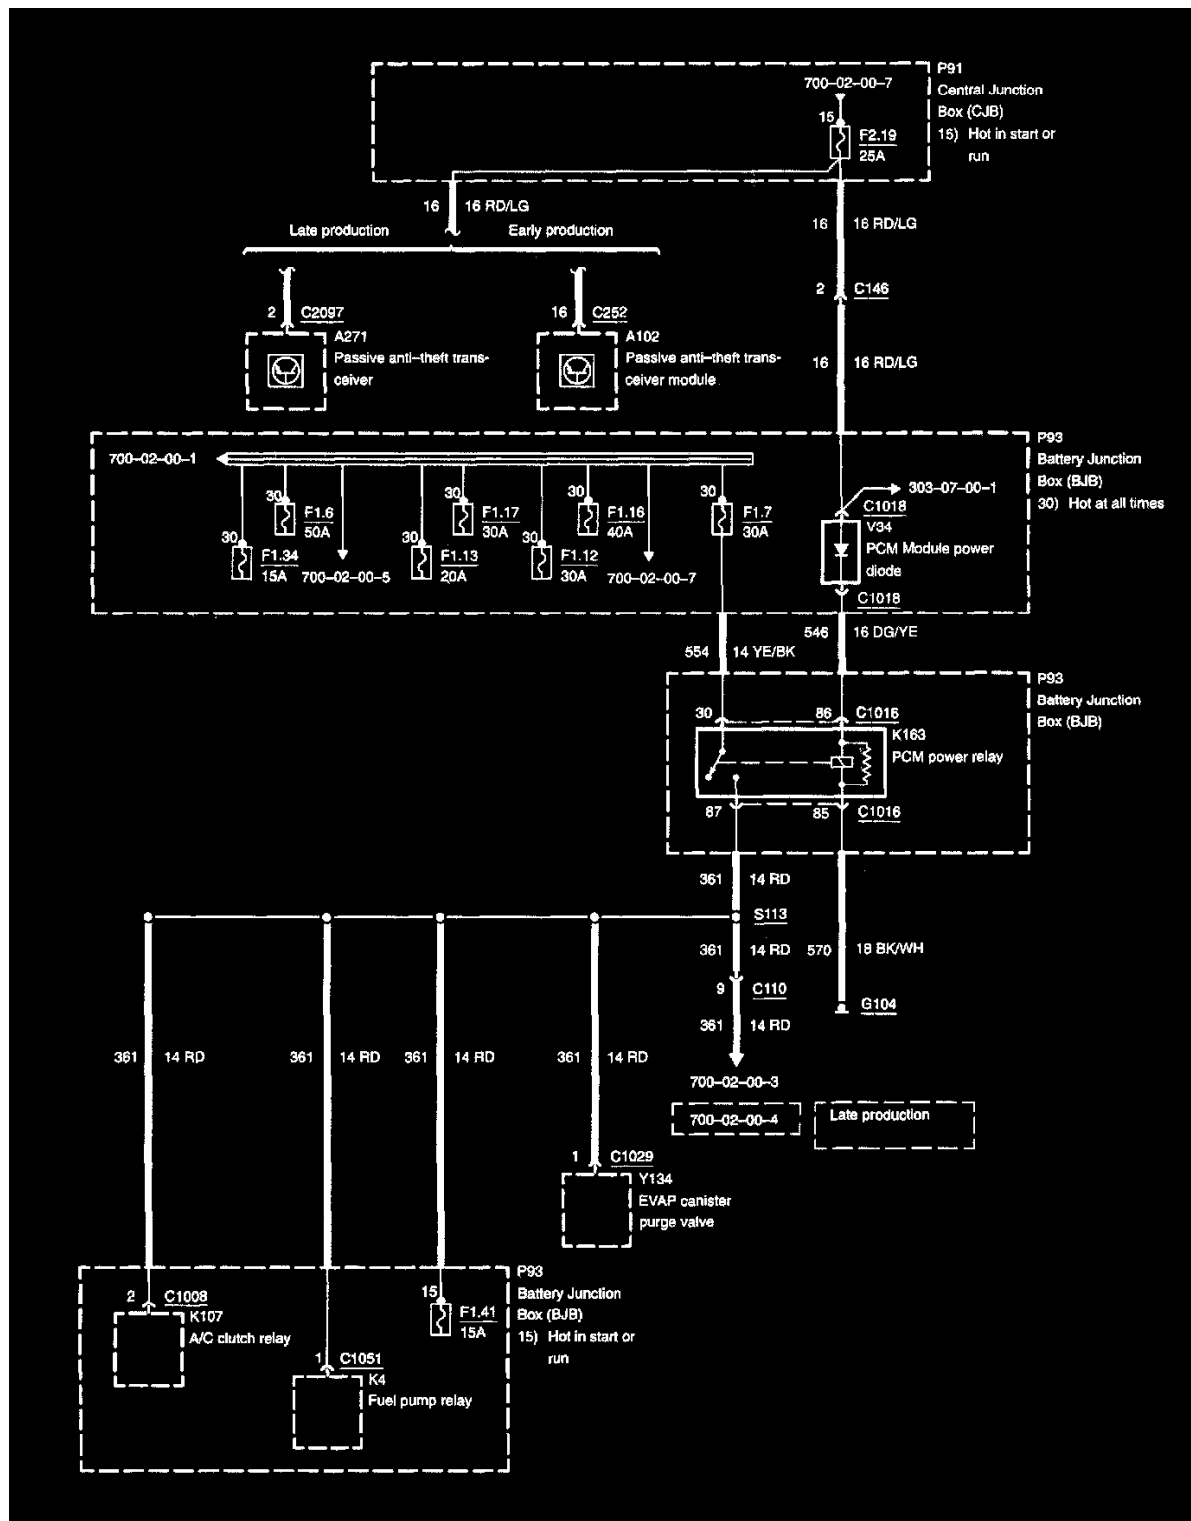 P91
700-02-00-7
Central Junction
Box (CJB)
15
F2.19
15) Hot in start or
25A
run
16
16 RD/LG
16
16 RD/LG
Late production
Early production
2
C146
2
C2097
16
C252
A271
A102
Passive anti-theft trans-
ceiver
Passive anti-theft trans-
ceiver module
16
16 RD/LG
P93
700-02-00-1
Battery Junction
Box (BJB)
30) Hot at all times
303-07-00-1
30
F1.6
50A
30
F1.17
30A
30
F1.16
40A
30
F1.7
30A
C1018
V34
PCM Module power
diode
30
F1.34
15A
700-02-00-5
30
F1.13
20A
30
F1.12
30A
700-02-00-7
C1018
546
16 DG/YE
554
14 YE/BK
P93
Battery Junction
Box (BJB)
30
86
C1016
K163
PCM power relay
87
85
C1016
361
14 RD
S113
361
14 RD
570
18 BK/WH
9
C110
G104
361
14 RD
361
14 RD
361
14 RD
361
14 RD
361
14 RD
700-02-00-3
700-02-00-4
Late production
1
C1029
Y134
EVAP canister
purge valve
P93
Battery Junction
Box (BJB)
15) Hot in start or
run
2
C1008
K107
A/C clutch relay
15
F1.41
15A
1
C1051
K4
Fuel pump relay